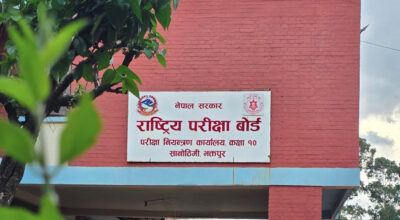 नेपाल सरकार
राष्ट्रिय परीक्षा बोर्ड
परीक्षा नियन्त्रण कार्यालय, कक्षा १०
सानोठिमी, भक्तपुर